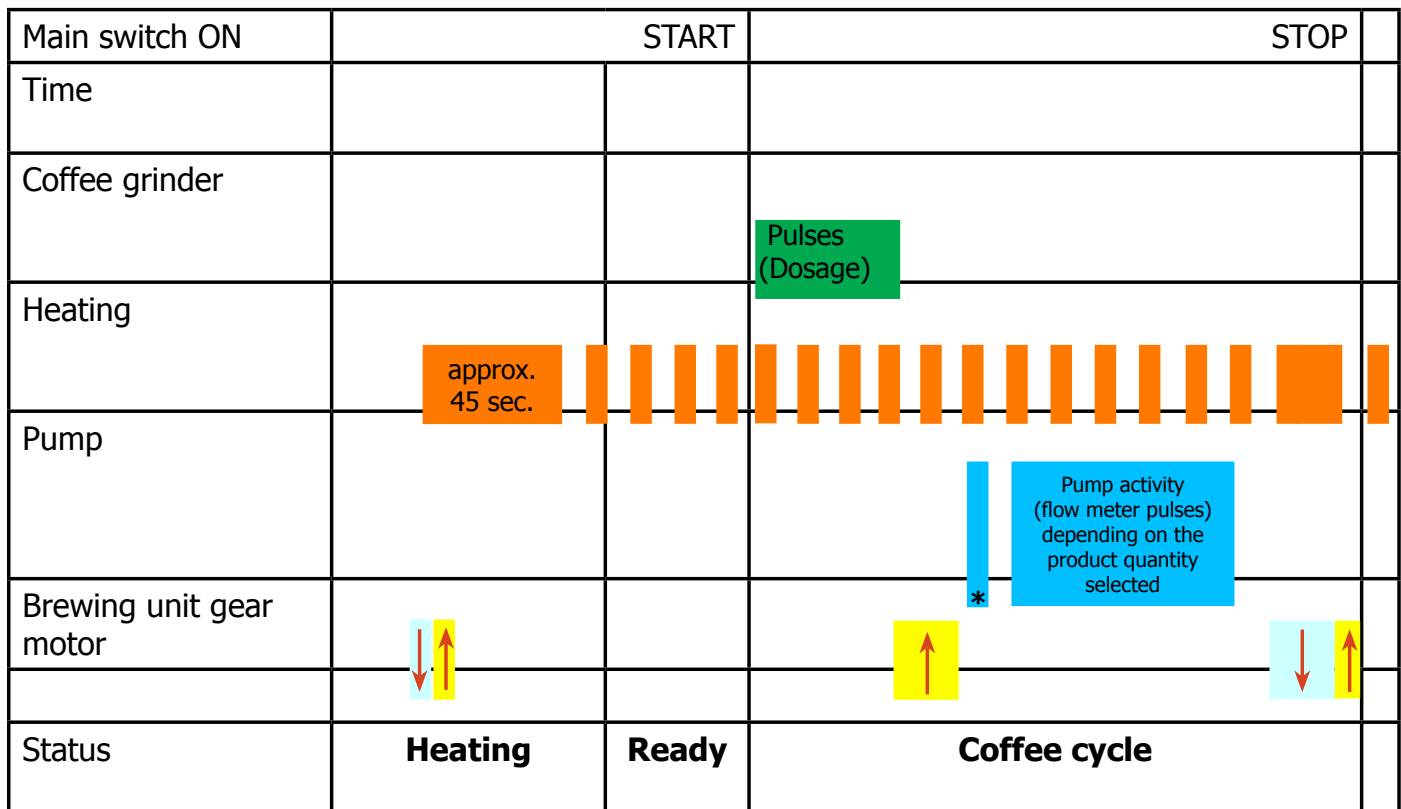 Main switch ON START STOP
Time
Coffee grinder
Pulses
(Dosage)
Heating
approx.
45 sec.
Pump
Pump activity
(flow meter pulses)
depending on the
product quantity
selected
*
Brewing unit gear
motor
Status Heating Ready Coffee cycle